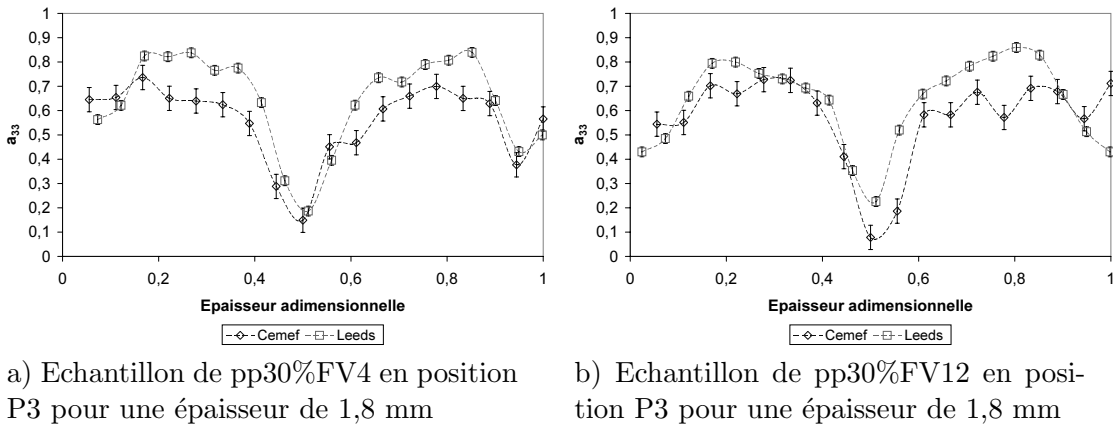 1
0,9
0,8
0,7
0,6
0,5
0,4
0,3
0,2
0,1
0
a33
0 0,2 0,4 0,6 0,8 1
Epaisseur adimensionnelle
Cemef Leeds
a) Echantillon de pp30%FV4 en position
P3 pour une épaisseur de 1,8 mm
1
0,9
0,8
0,7
0,6
0,5
0,4
0,3
0,2
0,1
0
a33
0 0,2 0,4 0,6 0,8 1
Epaisseur adimensionnelle
Cemef Leeds
b) Echantillon de pp30%FV12 en posi-
tion P3 pour une épaisseur de 1,8 mm